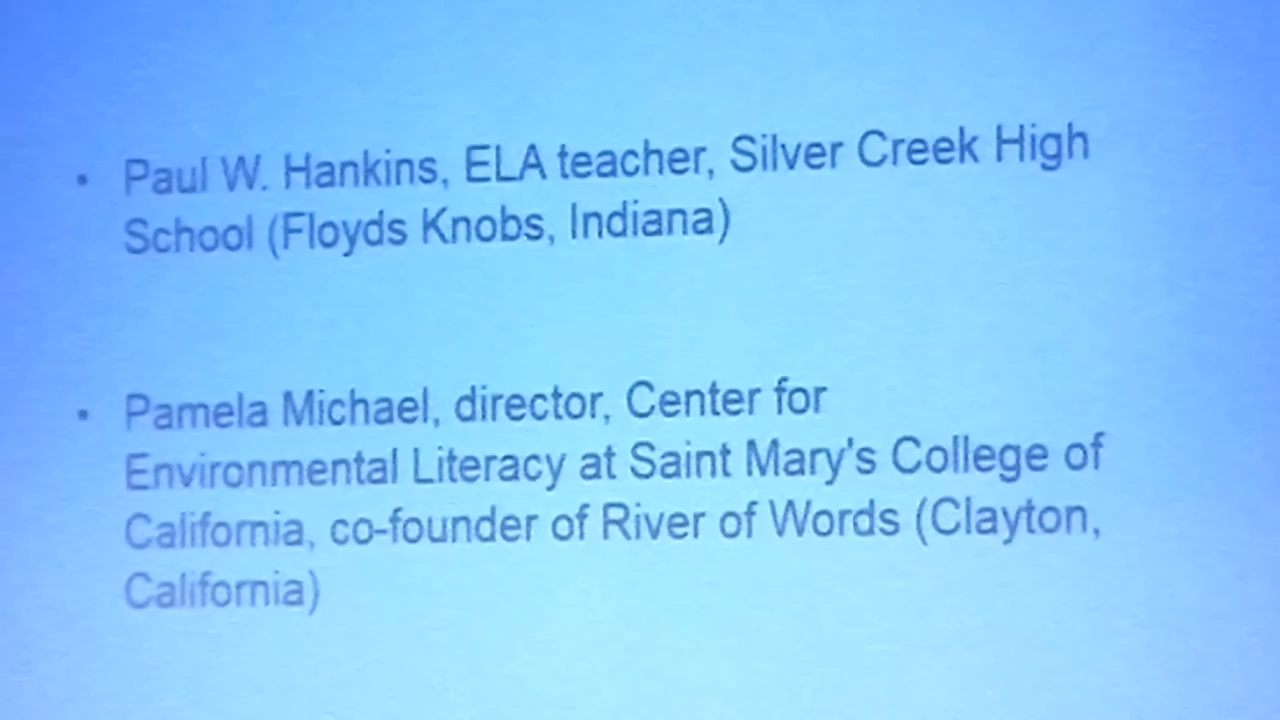 • Paul W. Hankins, ELA teacher, Silver Creek High
School (Floyds Knobs, Indiana)
• Pamela Michael, director, Center for
Environmental Literacy at Saint Mary's College of
California, co-founder of River of Words (Clayton,
California)